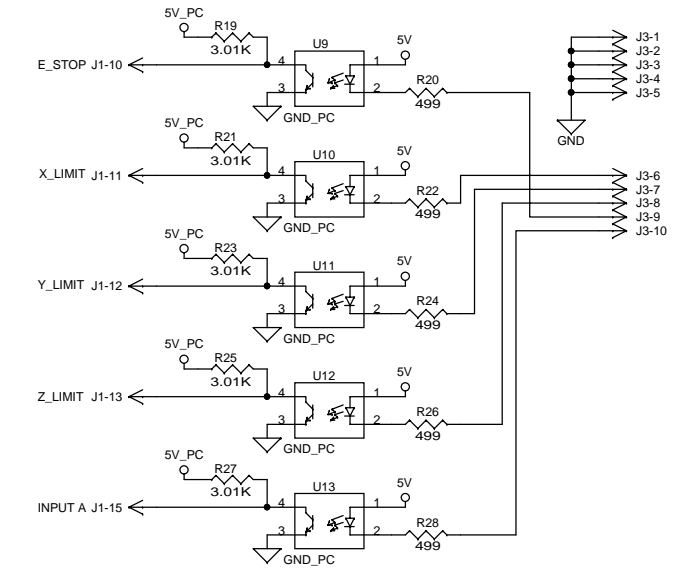 5V_PC
R19
3.01K
E_STOP J1-10
4
3
U9
GND_PC
1
2
5V
R20
499
J3-1
J3-2
J3-3
J3-4
J3-5
GND
5V_PC
R21
3.01K
X_LIMIT J1-11
4
3
U10
GND_PC
1
2
5V
R22
499
J3-6
J3-7
J3-8
J3-9
J3-10
5V_PC
R23
3.01K
Y_LIMIT J1-12
4
3
U11
GND_PC
1
2
5V
R24
499
5V_PC
R25
3.01K
Z_LIMIT J1-13
4
3
U12
GND_PC
1
2
5V
R26
499
5V_PC
R27
3.01K
INPUT A J1-15
4
3
U13
GND_PC
1
2
5V
R28
499